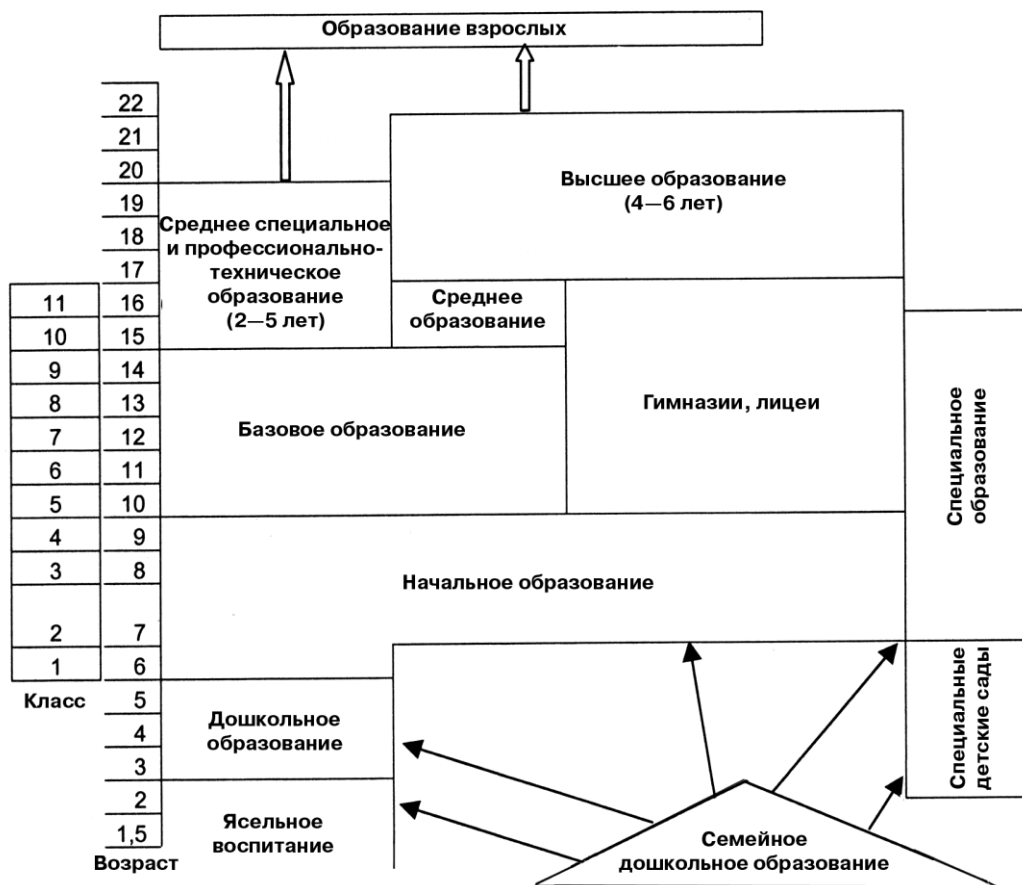 Образование взрослых
22
21
20
19
18
17
11 16
10 15
9 14
8 13
7 12
6 11
5 10
4 9
3 8
2 7
1 6
Класс
5
4
3
2
1,5
Возраст
Высшее образование
(4—6 лет)
Среднее специальное
и профессионально-
техническое
образование
(2—5 лет)
Среднее
образование
Гимназии, лицеи
Базовое образование
Специальное
образование
Начальное образование
Дошкольное
образование
Специальные
детские сады
Ясельное
воспитание
Семейное
дошкольное образование